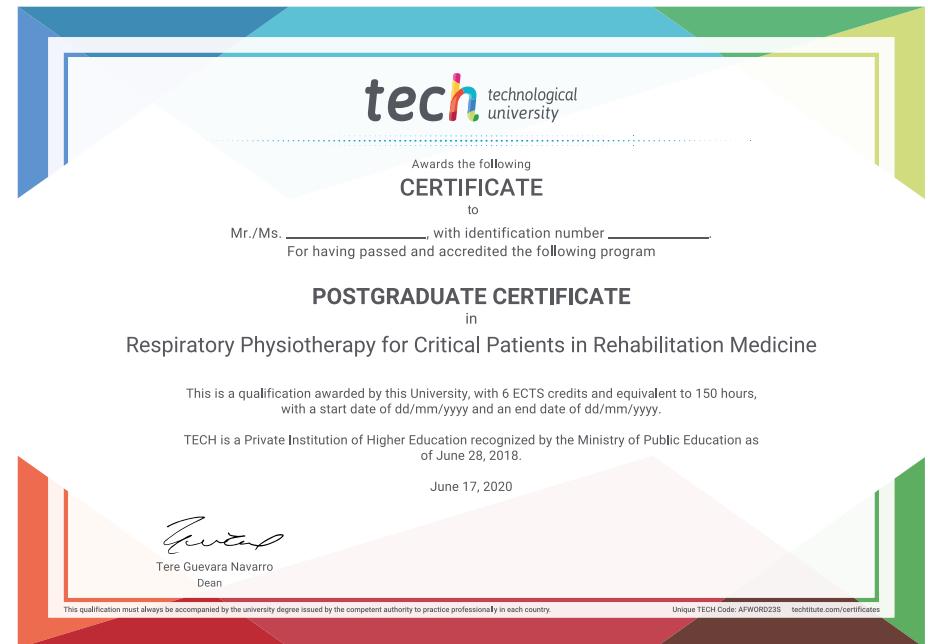 tech technological
university
Awards the following
CERTIFICATE
to
Mr./Ms. ____________________, with identification number ______________.
For having passed and accredited the following program
POSTGRADUATE CERTIFICATE
in
Respiratory Physiotherapy for Critical Patients in Rehabilitation Medicine
This is a qualification awarded by this University, with 6 ECTS credits and equivalent to 150 hours,
with a start date of dd/mm/yyyy and an end date of dd/mm/yyyy.
TECH is a Private Institution of Higher Education recognized by the Ministry of Public Education as
of June 28, 2018.
June 17, 2020
Tere Guevara Navarro
Dean
This qualification must always be accompanied by the university degree issued by the competent authority to practice professionally in each country. Unique TECH Code: AFWORD23S techtitute.com/certificates